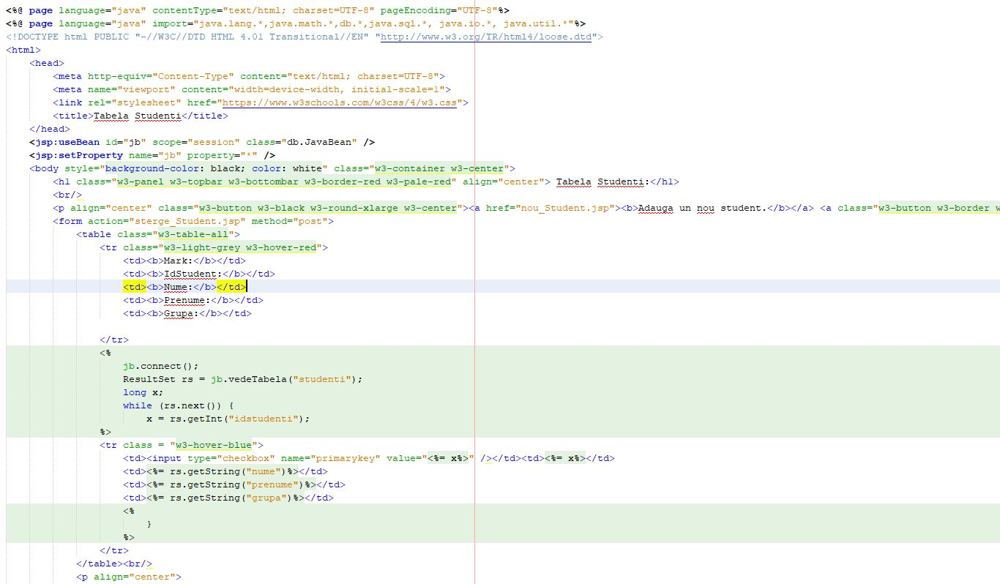 <%@ page language="java" contentType="text/html; charset=UTF-8" pageEncoding="UTF-8"%>
<%@ page language="java" import="java.lang.*,java.math.*,db.*,java.sql.*, java.io.*, java.util.*"%>
<!DOCTYPE html PUBLIC "-//W3C//DTD HTML 4.01 Transitional//EN" "http://www.w3.org/TR/html4/loose.dtd">
<html>
<head>
<meta http-equiv="Content-Type" content="text/html; charset=UTF-8">
<meta name="viewport" content="width=device-width, initial-scale=1">
<link rel="stylesheet" href="https://www.w3schools.com/w3css/4/w3.css">
<title>Tabela Studenti</title>
</head>
<jsp:useBean id="jb" scope="session" class="db.JavaBean" />
<jsp:setProperty name="jb" property="*" />
<body style="background-color: black; color: white" class="w3-container w3-center">
<h1 class="w3-panel w3-topbar w3-bottombar w3-border-red w3-pale-red" align="center"> Tabela Studenti:</h1>
<br/>
<p align="center" class="w3-button w3-black w3-round-xlarge w3-center"><a href="nou_Student.jsp"><b>Adauga un nou student.</b></a> <a class="w3-button w3-border w
<form action="sterge_Student.jsp" method="post">
<table class="w3-table-all">
<tr class="w3-light-grey w3-hover-red">
<td><b>Mark:</b></td>
<td><b>IdStudent:</b></td>
<td><b>Nume:</b></td>
<td><b>Prenume:</b></td>
<td><b>Grupa:</b></td>
</tr>
<%
jb.connect();
ResultSet rs = jb.vedeTabela("studenti");
long x;
while (rs.next()) {
x = rs.getInt("idstudenti");
%>
<tr class = "w3-hover-blue">
<td><input type="checkbox" name="primarykey" value="<%= x%>" /></td><td><%= x%></td>
<td><%= rs.getString("nume")%></td>
<td><%= rs.getString("prenume")%></td>
<td><%= rs.getString("grupa")%></td>
<%
}
%>
</tr>
</table><br/>
<p align="center">